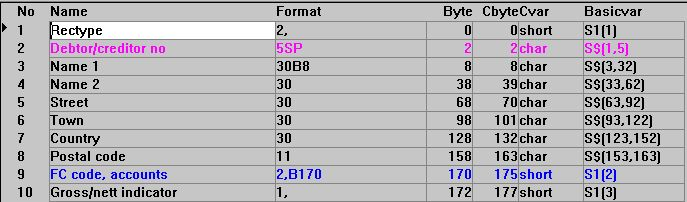 No Name Format Byte Cbyte Cvar Basicvar
1 Rectype 2, 0 0 short S1(1)
2 Debtor/creditor no 5SP 2 2 char S$(1,5)
3 Name 1 30B8 8 8 char S$(3,32)
4 Name 2 30 38 39 char S$(33,62)
5 Street 30 68 70 char S$(63,92)
6 Town 30 98 101 char S$(93,122)
7 Country 30 128 132 char S$(123,152)
8 Postal code 11 158 163 char S$(153,163)
9 FC code, accounts 2,B170 170 175 short S1(2)
10 Gross/nett indicator 1, 172 177 short S1(3)